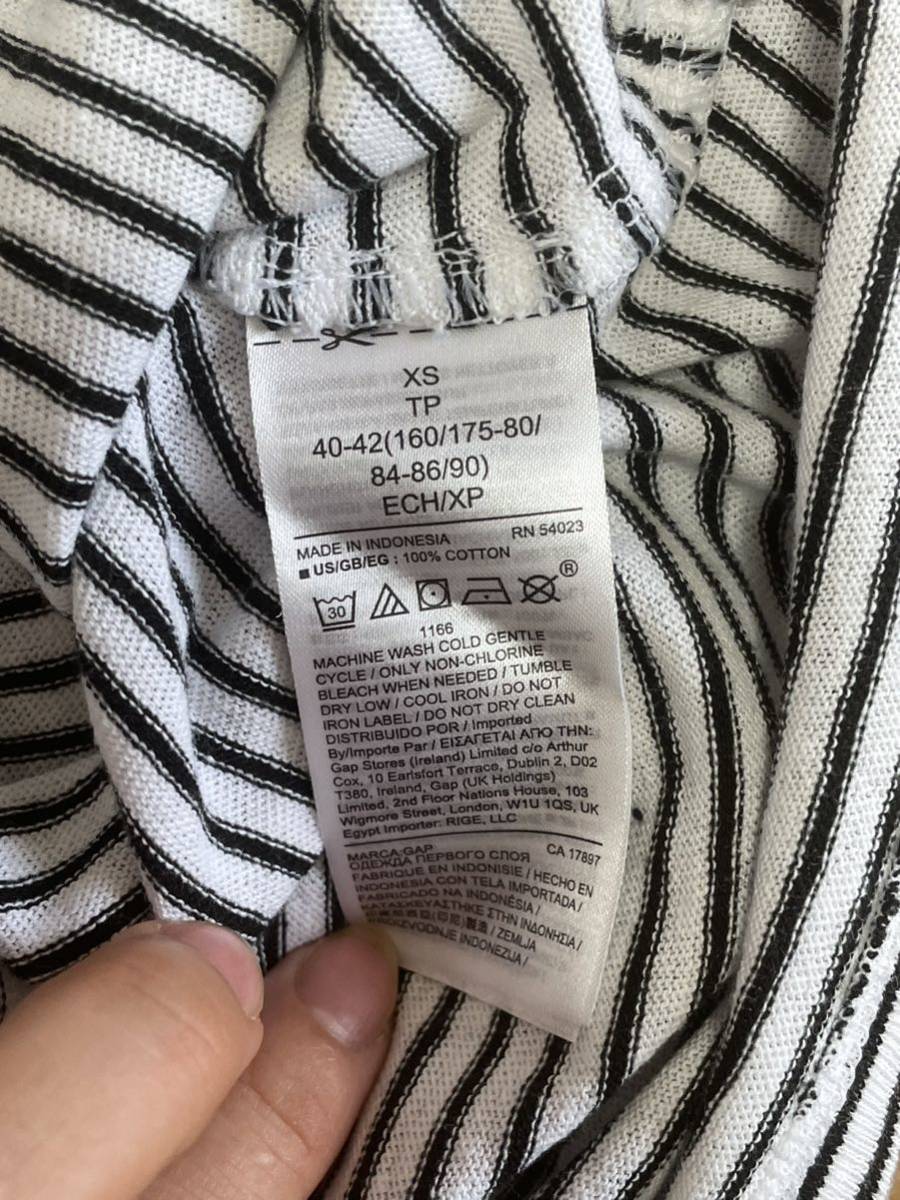 XS
TP
40-42(160/175-80/
84-86/90)
ECH/XP
MADE IN INDONESIA RN 54023
US/GB/EG : 100% COTTON
30 ®
1166
MACHINE WASH COLD GENTLE
CYCLE / ONLY NON-CHLORINE
BLEACH WHEN NEEDED / TUMBLE
DRY LOW / COOL IRON / DO NOT
IRON LABEL / DO NOT DRY CLEAN
DISTRIBUIDO POR / Imported
By/Importe Par / ΕΙΣΑΓΕΤΑΙ ΑΠΟ ΤΗΝ:
Gap Stores (Ireland) Limited c/o Arthur
Cox, 10 Earlsfort Terrace, Dublin 2, D02
T380, Ireland, Gap (UK Holdings)
Limited, 2nd Floor Nations House, 103
Wigmore Street, London, W1U 1QS, UK
Egypt Importer: RIGE, LLC
MARCA:GAP CA 17897
ОДЕЖДА ПЕРВОГО СЛОЯ
FABRIQUE EN INDONISIE / HECHO EN
INDONESIA CON TELA IMPORTADA /
FABRICADO NA INDONÉSIA /
ΚΑΤΑΣΚΕΥΑΣΤΗΚΕ ΣΤΗΝ ΙΝΔΟΝΗΣΙΑ /
(印尼)製造 / ZEMLJA
PROIZVODNJE INDONEZIJA /